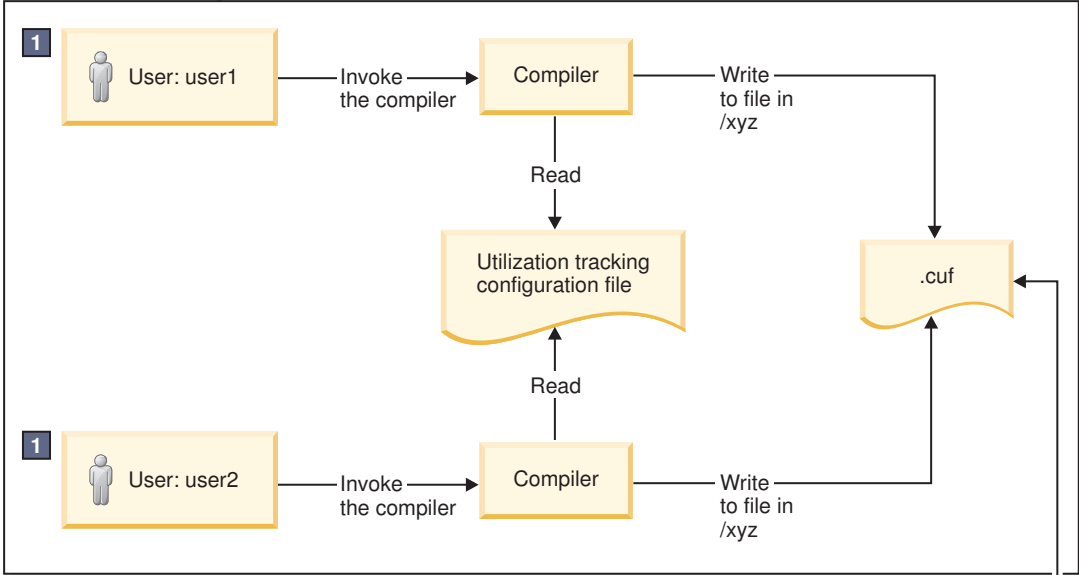 1
User: user1
Invoke
the compiler
Compiler
Write
to file in
/xyz
Read
Utilization tracking
configuration file
.cuf
Read
1
User: user2
Invoke
the compiler
Compiler
Write
to file in
/xyz